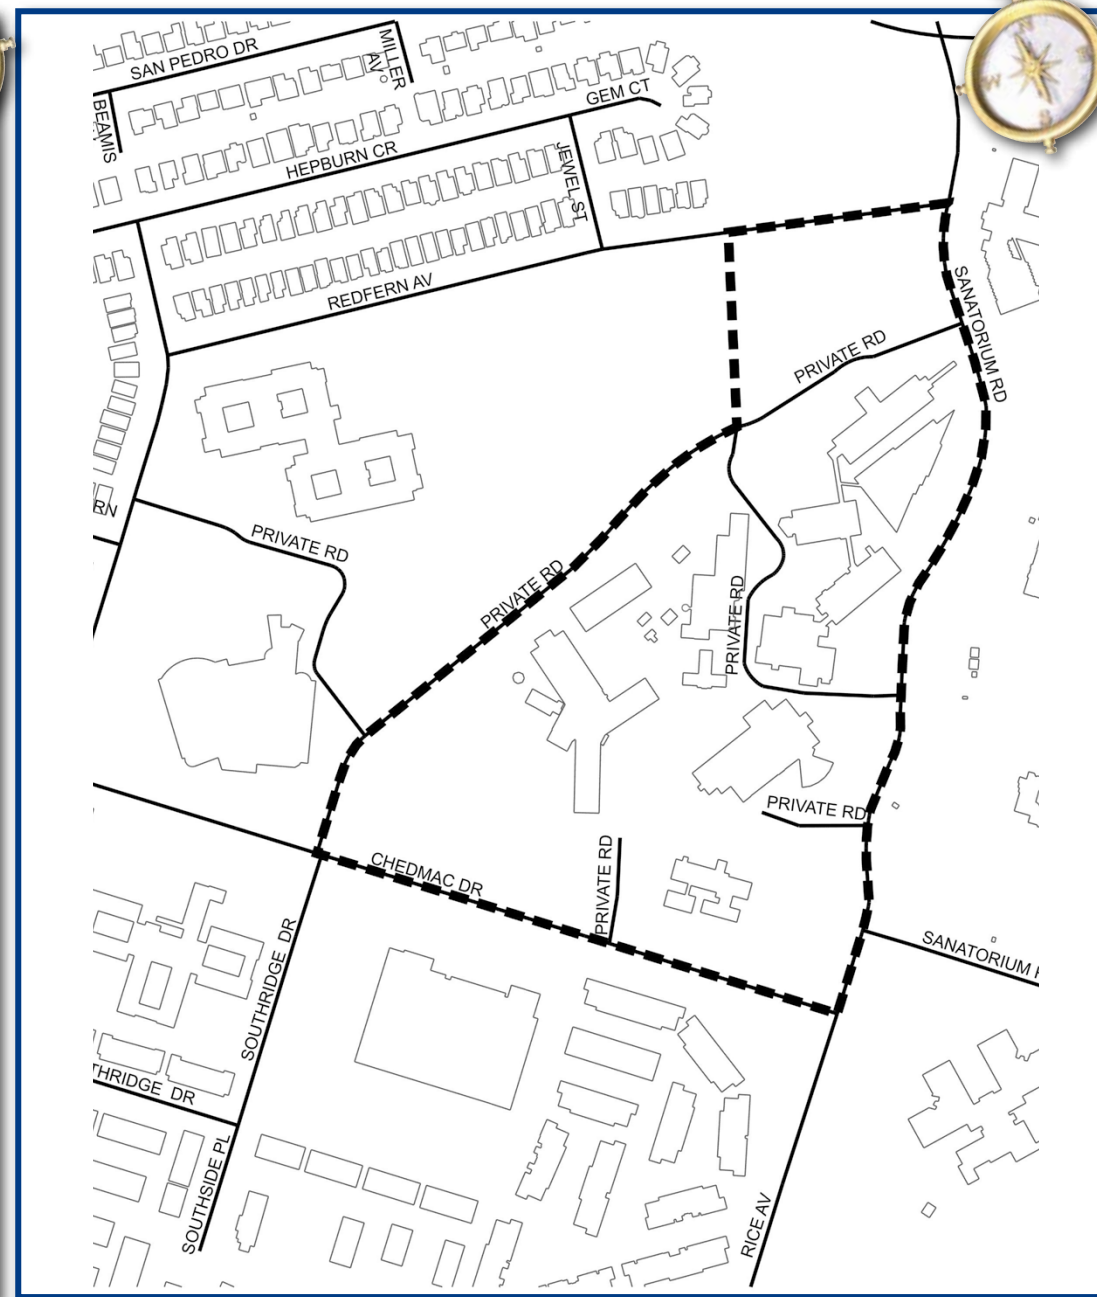 SAN PEDRO DR
MILLER
AV
BEAMIS
GEM CT
HEPBURN CR
JEWEL ST
REDFERN AV
SANATORIUM RD
PRIVATE RD
RN
PRIVATE RD
PRIVATE RD
PRIVATE RD
PRIVATE RD
CHEDMAC DR
PRIVATE RD
SOUTHRIDGE DR
SANATORIUM
THRIDGE DR
SOUTHSIDE PL
RICE AV
N
S